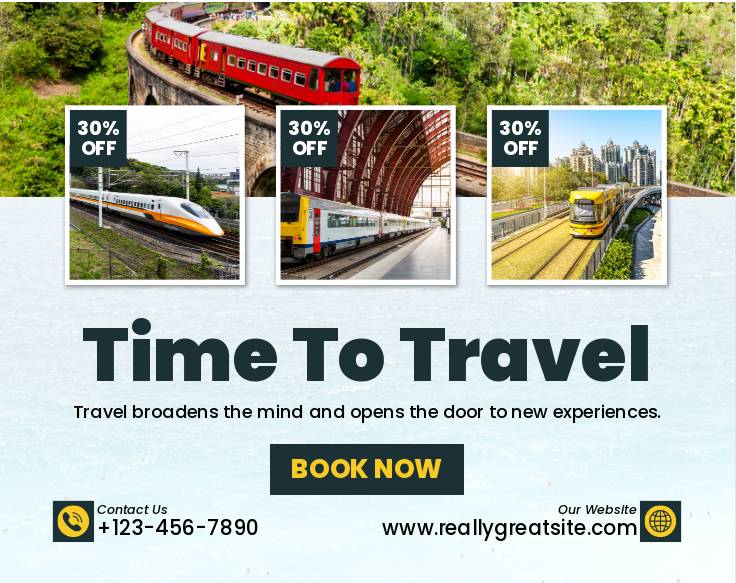 30%
OFF
30%
OFF
30%
OFF
Time To Travel
Travel broadens the mind and opens the door to new experiences.
BOOK NOW
Contact Us
+123-456-7890
Our Website
www.reallygreatsite.com